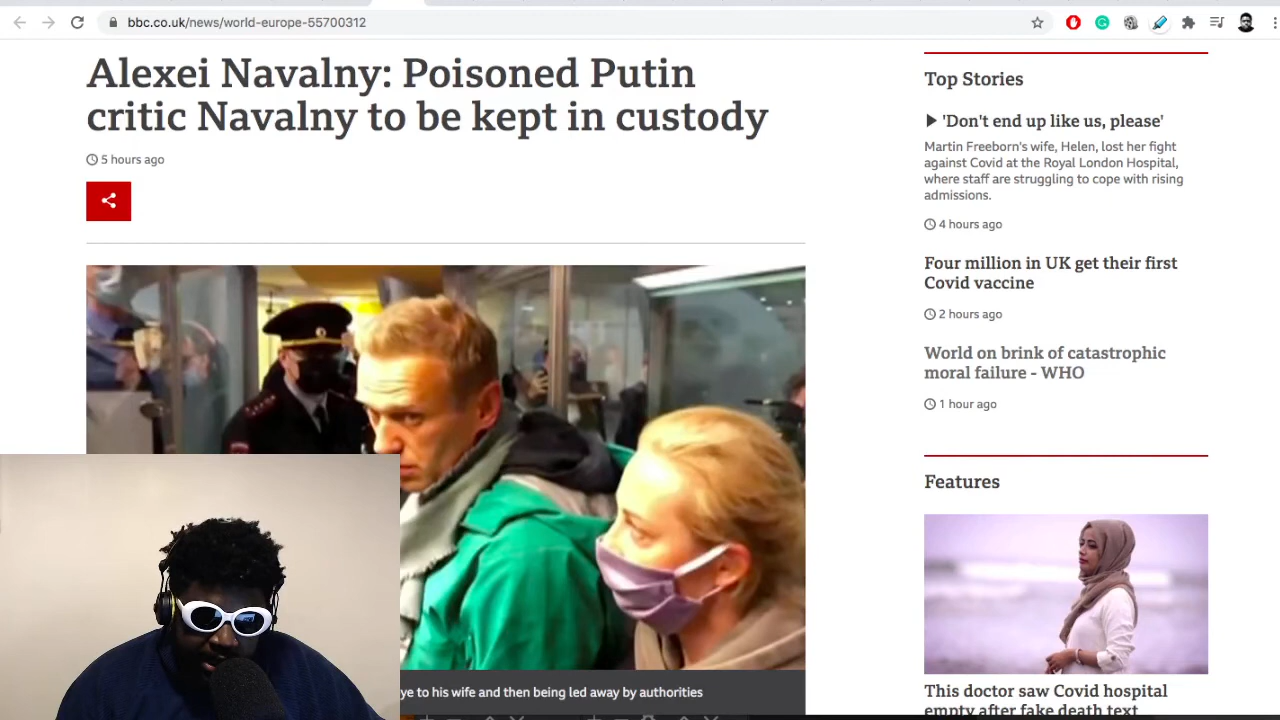 bbc.co.uk/news/world-europe-55700312
Alexei Navalny: Poisoned Putin
critic Navalny to be kept in custody
5 hours ago
ye to his wife and then being led away by authorities
Top Stories
'Don't end up like us, please'
Martin Freeborn's wife, Helen, lost her fight
against Covid at the Royal London Hospital,
where staff are struggling to cope with rising
admissions.
4 hours ago
Four million in UK get their first
Covid vaccine
2 hours ago
World on brink of catastrophic
moral failure - WHO
1 hour ago
Features
This doctor saw Covid hospital
empty after fake death text